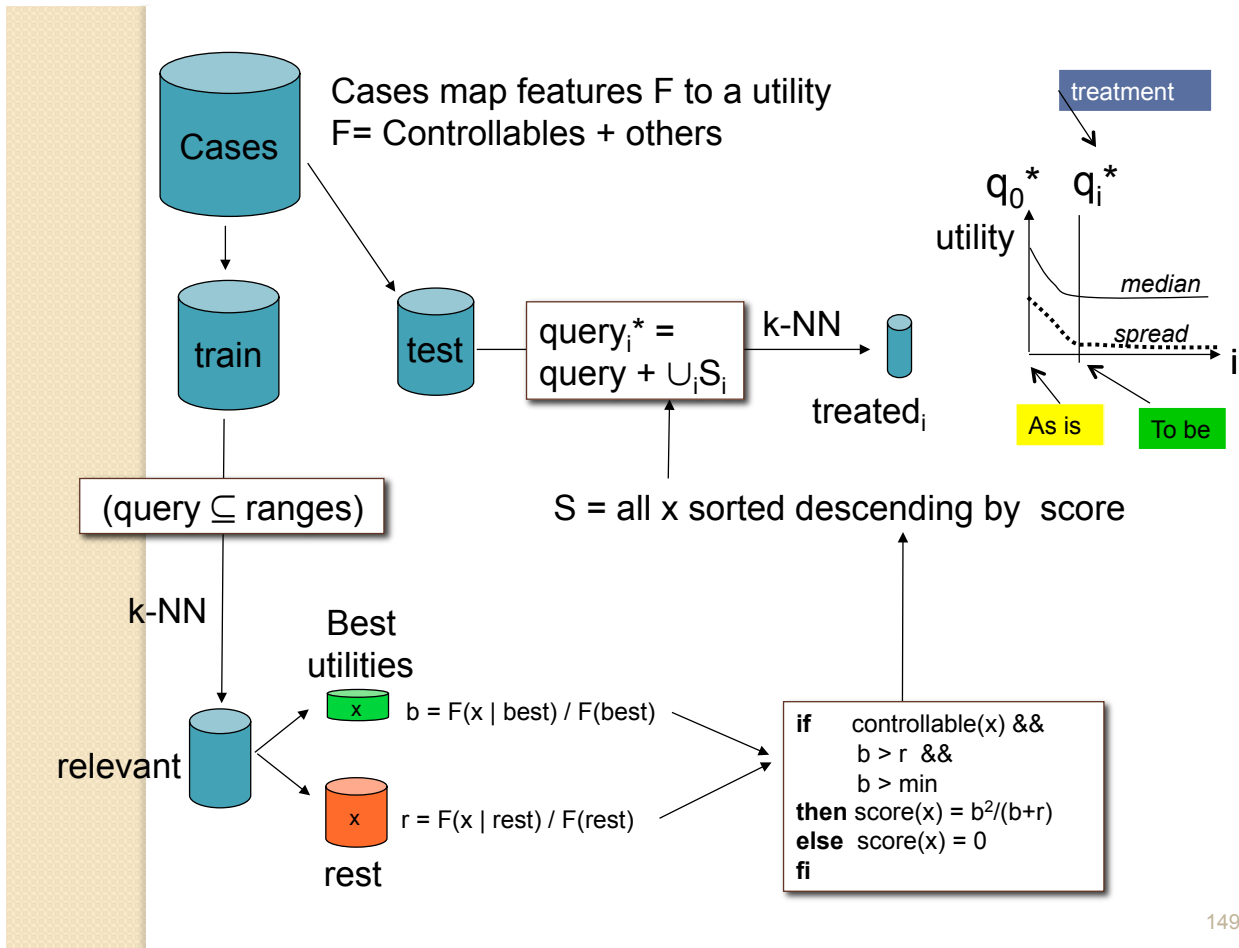 Cases map features F to a utility
F= Controllables + others
Cases
treatment
q₀* qᵢ*
utility
median
spread
i
As is
To be
train
test
queryᵢ* =
query + ∪ᵢSᵢ
k-NN
treatedᵢ
(query ⊆ ranges)
S = all x sorted descending by score
k-NN
Best
utilities
x
b = F(x | best) / F(best)
relevant
x
r = F(x | rest) / F(rest)
rest
if controllable(x) &&
b > r &&
b > min
then score(x) = b²/(b+r)
else score(x) = 0
fi
149